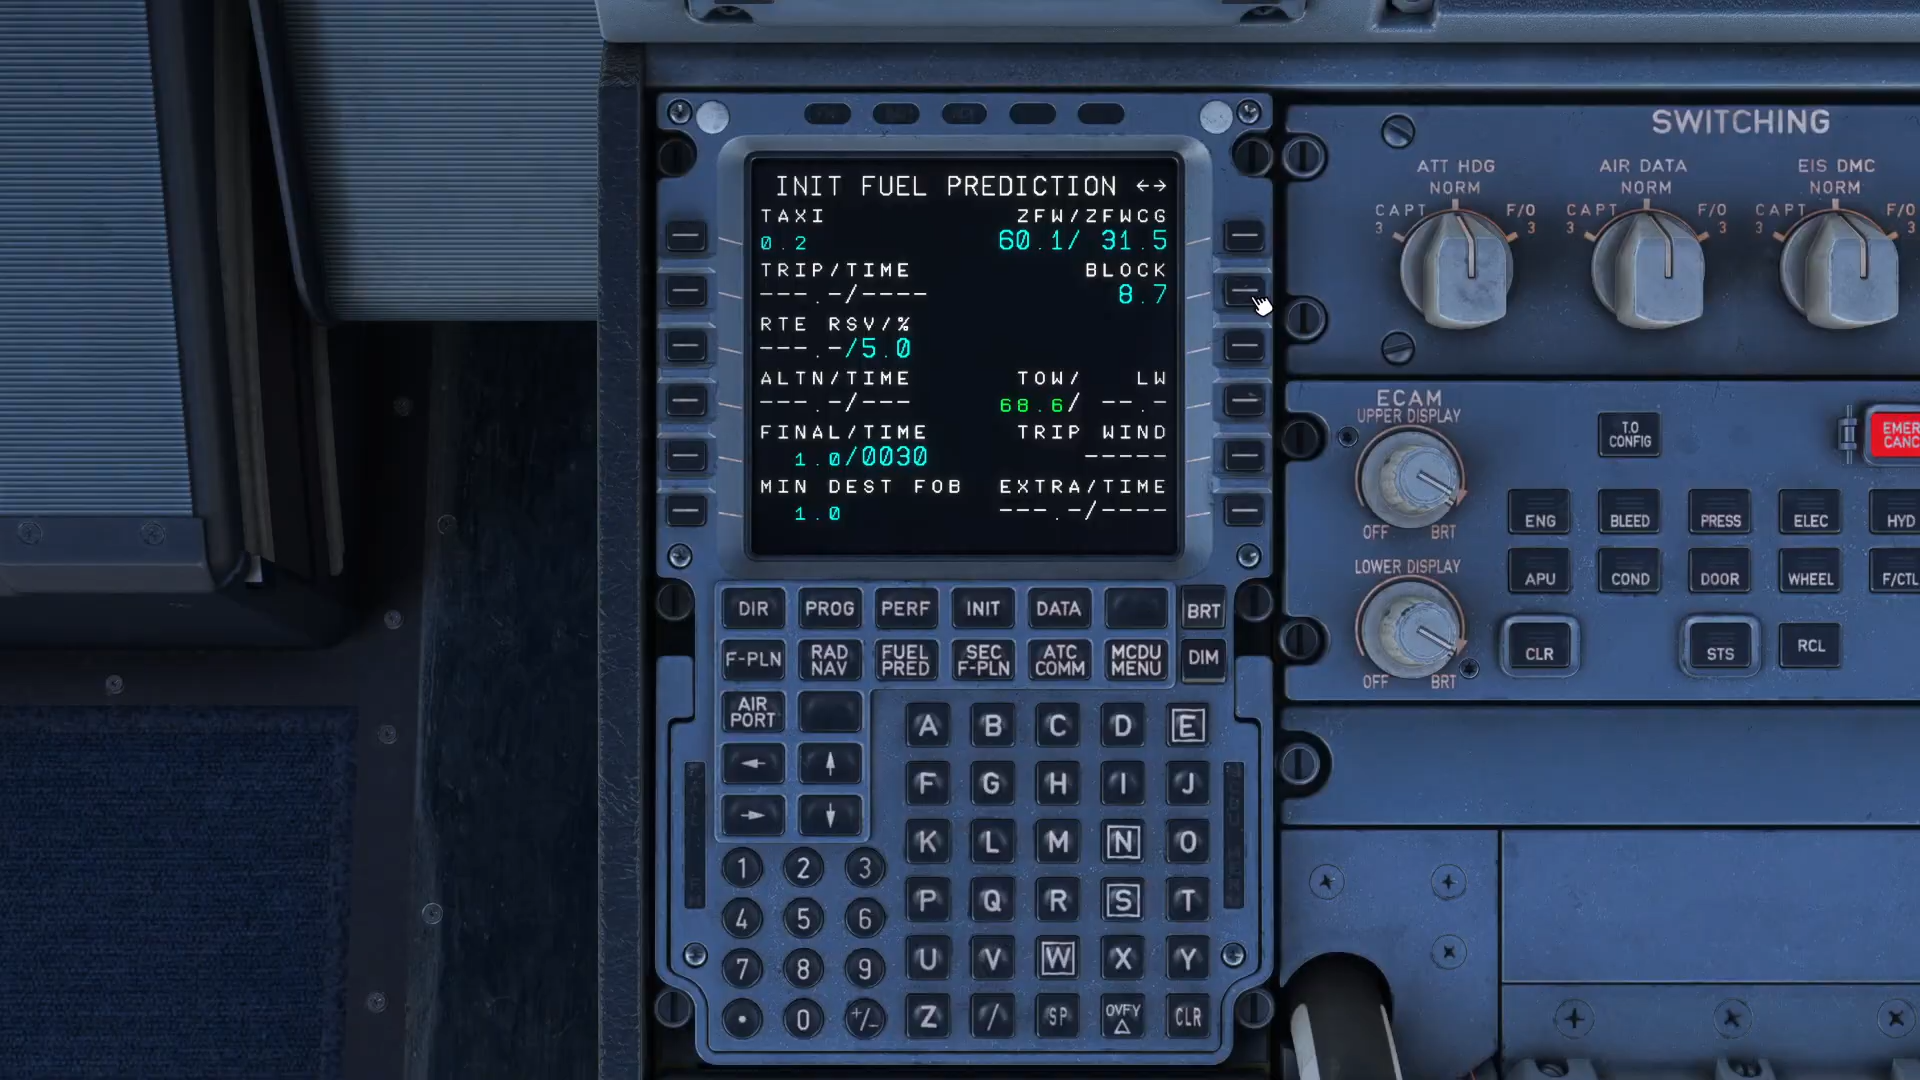 INIT FUEL PREDICTION ←→
TAXI ZFW/ZFWCG
0.2 60.1/ 31.5
TRIP/TIME BLOCK
---.-/---- 8.7
RTE RSV/%
---.-/5.0
ALTN/TIME TOW/ LW
---.-/---- 68.6/ --.-
FINAL/TIME TRIP WIND
1.0/0030 -----
MIN DEST FOB EXTRA/TIME
1.0 ---.-/----
DIR PROG PERF INIT DATA BRT
F-PLN RAD NAV FUEL PRED SEC F-PLN ATC COMM MCDU MENU DIM
AIR PORT
← ↑
→ ↓
A B C D E
F G H I J
K L M N O
P Q R S T
U V W X Y
Z / SP OVFY △ CLR
1 2 3
4 5 6
7 8 9
• 0 +/-
SWITCHING
ATT HDG AIR DATA EIS DMC
NORM NORM NORM
CAPT 3 F/O 3 CAPT 3 F/O 3 CAPT 3 F/O 3
ECAM
UPPER DISPLAY
OFF BRT
LOWER DISPLAY
OFF BRT
T.O CONFIG
EMER CANC
ENG BLEED PRESS ELEC HYD
APU COND DOOR WHEEL F/CTL
CLR STS RCL